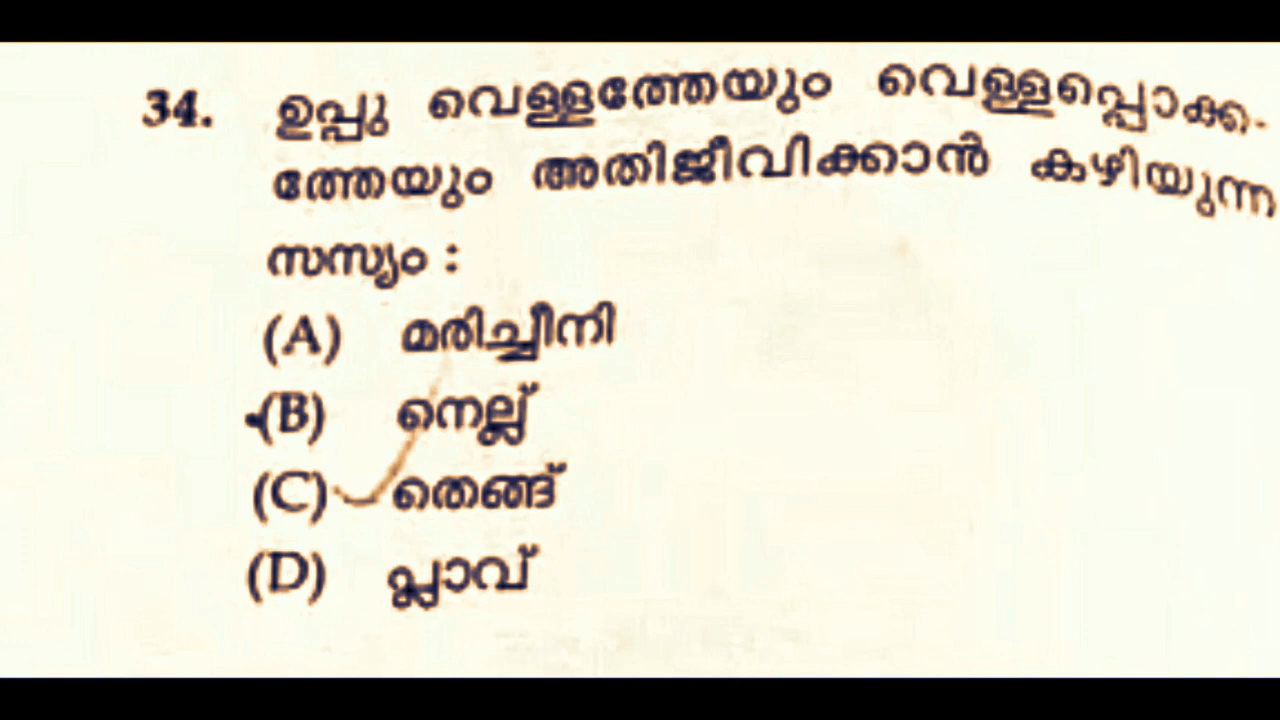 34. ഉപ്പു വെള്ളത്തേയും വെള്ളപ്പൊക്ക-
ത്തേയും അതിജീവിക്കാൻ കഴിയുന്ന
സസ്യം :
(A) മരിച്ചീനി
(B) നെല്ല്
(C) തെങ്ങ്
(D) പ്ലാവ്